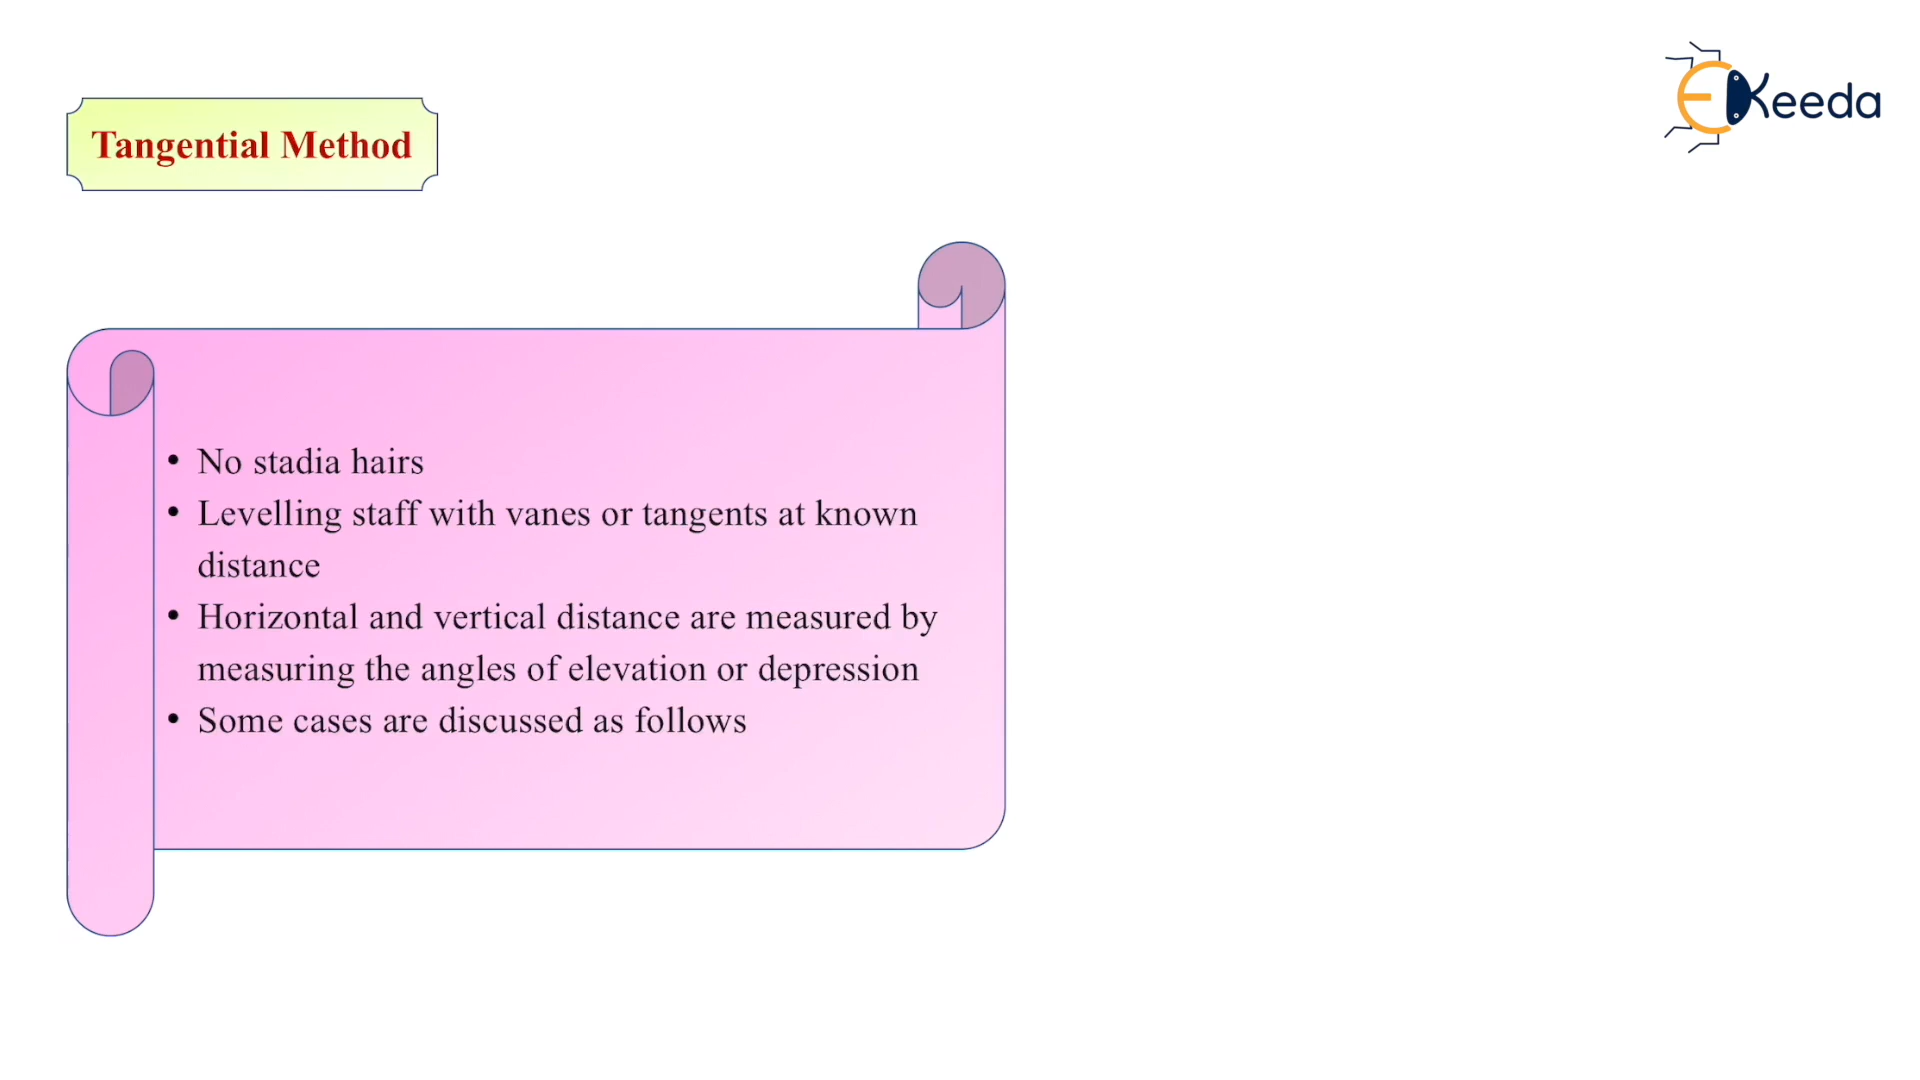 Tangential Method
EKeeda
• No stadia hairs
• Levelling staff with vanes or tangents at known
distance
• Horizontal and vertical distance are measured by
measuring the angles of elevation or depression
• Some cases are discussed as follows